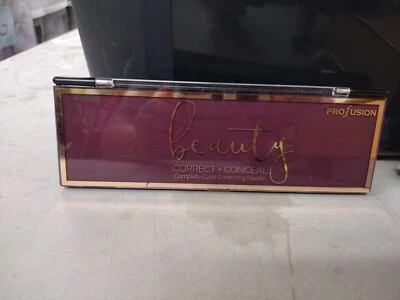 PROFUSION
beauty
CORRECT + CONCEAL
Complete Color Correcting Palette